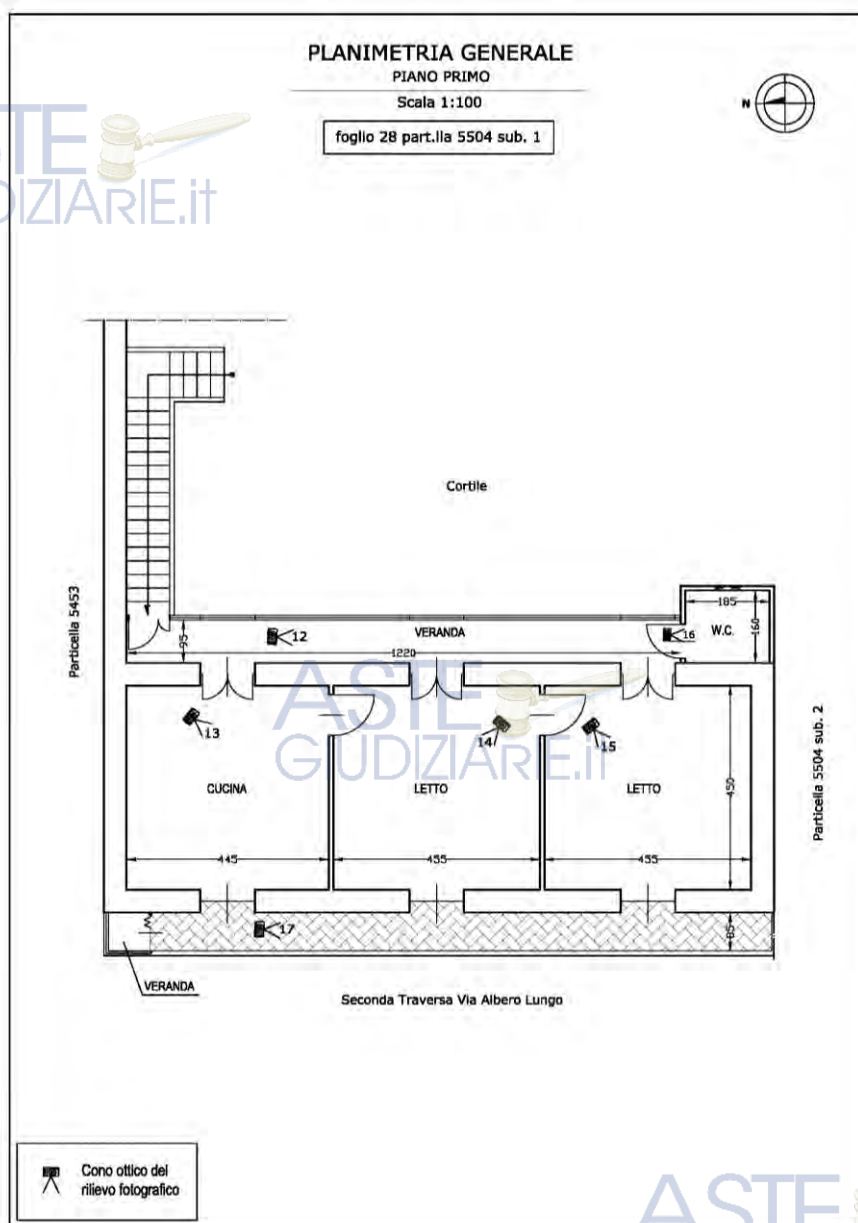 PLANIMETRIA GENERALE
PIANO PRIMO
Scala 1:100
foglio 28 part.lla 5504 sub. 1
N
ASTE
GIUDIZIARIE.it
Cortile
Particella 5453
185
W.C.
160
16
95
12
VERANDA
1220
ASTE
GIUDIZIARIE.it
13
14
15
CUCINA
LETTO
LETTO
450
Particella 5504 sub. 2
445
455
455
17
85
VERANDA
Seconda Traversa Via Albero Lungo
Cono ottico del
rilievo fotografico
ASTE